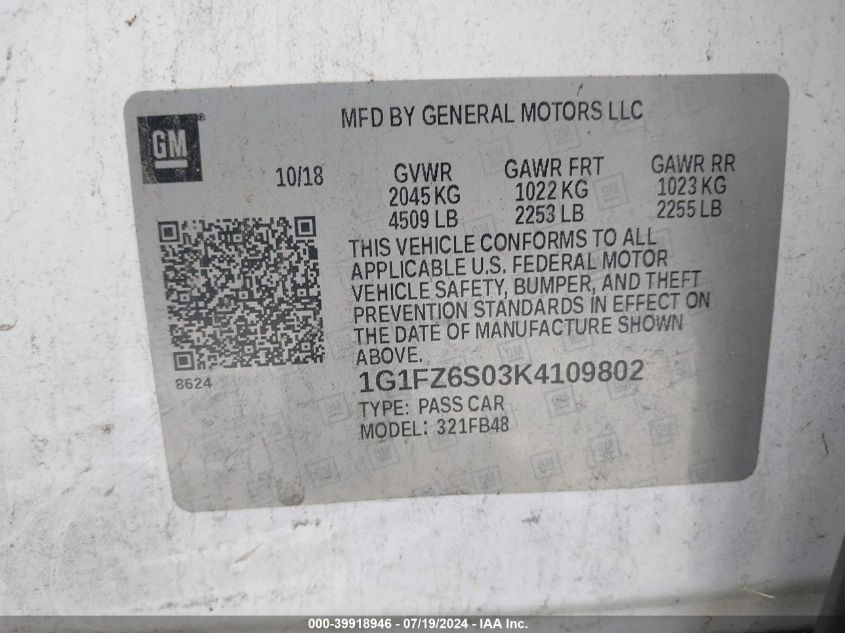 MFD BY GENERAL MOTORS LLC
GM
10/18
GVWR GAWR FRT GAWR RR
2045 KG 1022 KG 1023 KG
4509 LB 2253 LB 2255 LB
THIS VEHICLE CONFORMS TO ALL
APPLICABLE U.S. FEDERAL MOTOR
VEHICLE SAFETY, BUMPER, AND THEFT
PREVENTION STANDARDS IN EFFECT ON
THE DATE OF MANUFACTURE SHOWN
ABOVE.
8624
1G1FZ6S03K4109802
TYPE: PASS CAR
MODEL: 321FB48
000-39918946 - 07/19/2024 - IAA Inc.